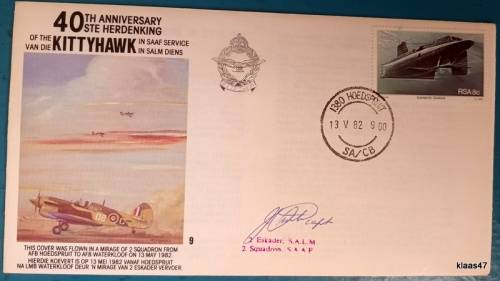 40TH ANNIVERSARY
STE HERDENKING
OF THE
VAN DIE
KITTYHAWK
IN SAAF SERVICE
IN SALM DIENS
THIS COVER WAS FLOWN IN A MIRAGE OF 2 SQUADRON FROM
AFB HOEDSPRUIT TO AFB WATERKLOOF ON 13 MAY 1982.
HIERDIE KOEVERT IS OP 13 MEI 1982 VANAF HOEDSPRUIT
NA LMB WATERKLOOF DEUR 'N MIRAGE VAN 2 ESKADER VERVOER.
9
RSA 8c
1380 HOEDSPRUIT
13 V 82 9 00
SA/CB
2 Eskader, S.A.L.M
2 Squadron, S.A.A.F
klaas47